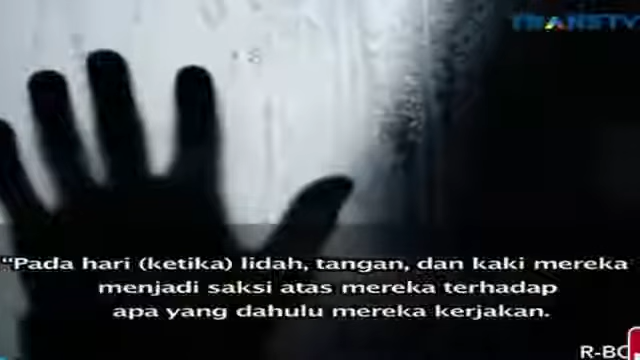 TRANSTV
"Pada hari (ketika) lidah, tangan, dan kaki mereka
menjadi saksi atas mereka terhadap
apa yang dahulu mereka kerjakan.
R-BO